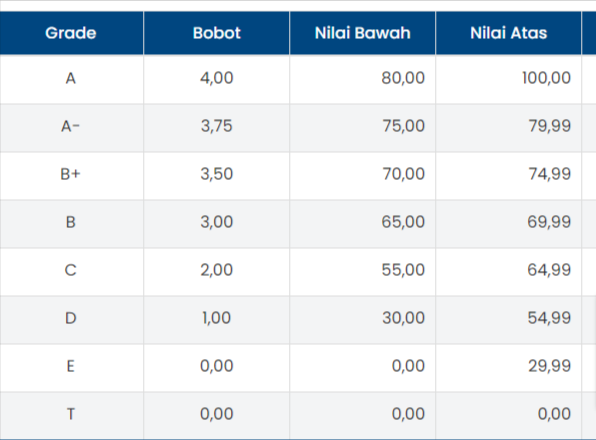 Grade Bobot Nilai Bawah Nilai Atas
A 4,00 80,00 100,00
A- 3,75 75,00 79,99
B+ 3,50 70,00 74,99
B 3,00 65,00 69,99
C 2,00 55,00 64,99
D 1,00 30,00 54,99
E 0,00 0,00 29,99
T 0,00 0,00 0,00